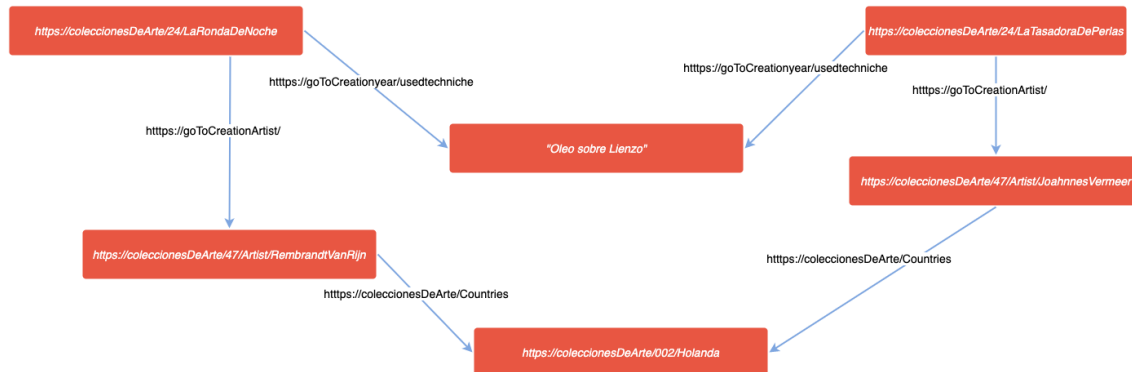 https://coleccionesDeArte/24/LaRondaDeNoche
https://coleccionesDeArte/24/LaTasadoraDePerlas
htttps://goToCreationyear/usedtechniche
htttps://goToCreationyear/usedtechniche
htttps://goToCreationArtist/
htttps://goToCreationArtist/
"Oleo sobre Lienzo"
https://coleccionesDeArte/47/Artist/JoahnnesVermeer
https://coleccionesDeArte/47/Artist/RembrandtVanRijn
htttps://coleccionesDeArte/Countries
htttps://coleccionesDeArte/Countries
https://coleccionesDeArte/002/Holanda